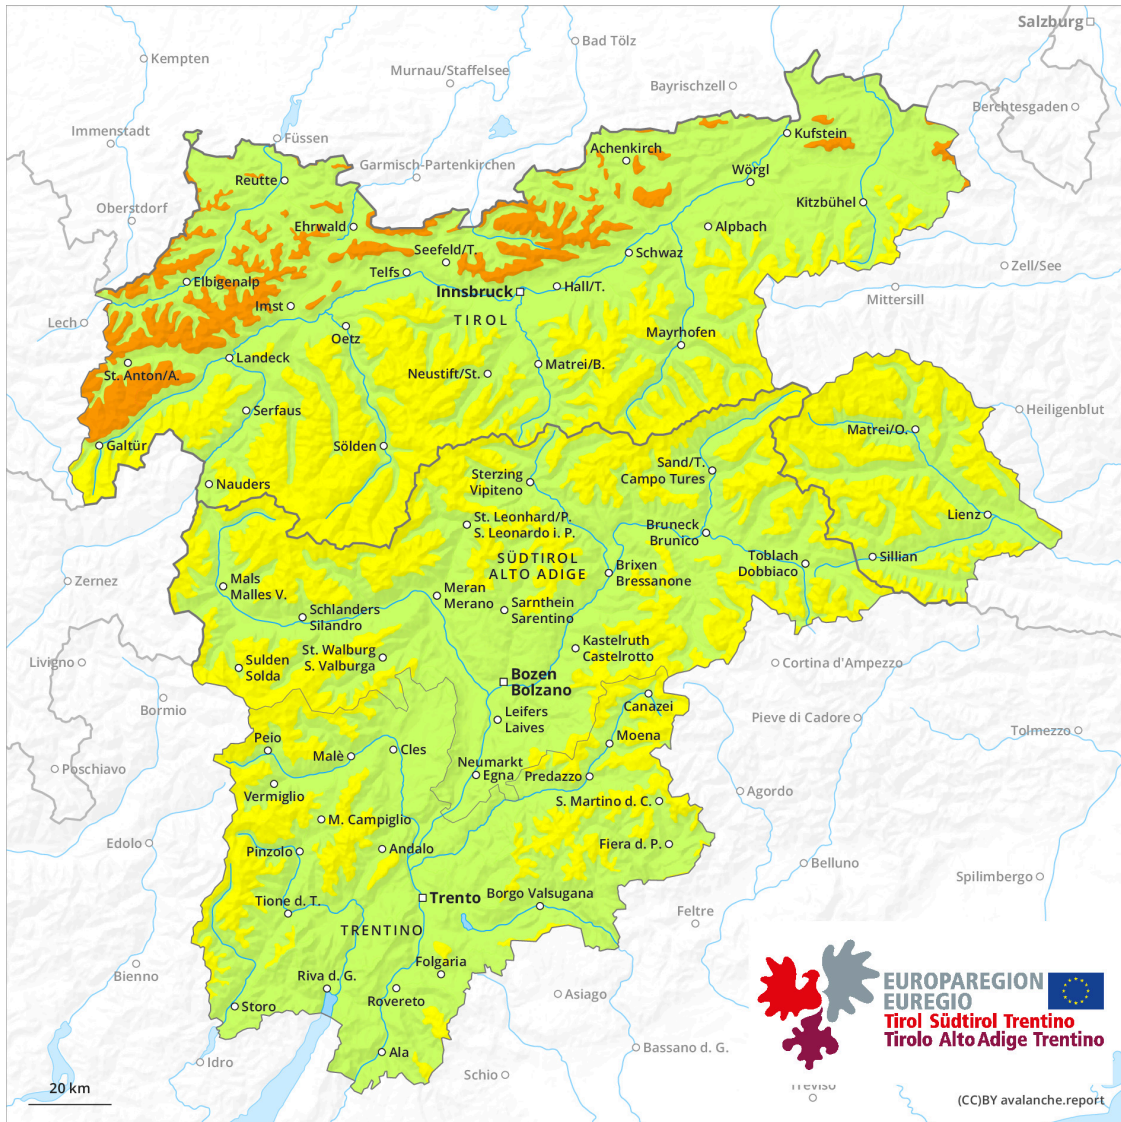 Salzburg
Bad Tölz
Kempten
Murnau/Staffelsee
Bayrischzell
Berchtesgaden
Immenstadt
Füssen
Kufstein
Achenkirch
Garmisch-Partenkirchen
Wörgl
Reutte
Oberstdorf
Kitzbühel
Ehrwald
Alpbach
Seefeld/T.
Schwaz
Telfs
Zell/See
Elbigenalp
Innsbruck
Hall/T.
Mittersill
Imst
TIROL
Lech
Oetz
Mayrhofen
Landeck
Matrei/B.
St. Anton/A.
Neustift/St.
Serfaus
Heiligenblut
Matrei/O.
Galtür
Sölden
Sand/T.
Campo Tures
Sterzing
Vipiteno
Nauders
Lienz
St. Leonhard/P.
S. Leonardo i. P.
Bruneck
Brunico
SÜDTIROL
ALTO ADIGE
Toblach
Dobbiaco
Sillian
Brixen
Bressanone
Zernez
Mals
Malles V.
Meran
Merano
Sarnthein
Sarentino
Schlanders
Silandro
Kastelruth
Castelrotto
St. Walburg
S. Valburga
Livigno
Sulden
Solda
Cortina d'Ampezzo
Bozen
Bolzano
Bormio
Canazei
Leifers
Laives
Pieve di Cadore
Tolmezzo
Moena
Peio
Cles
Malè
Poschiavo
Neumarkt
Egna
Predazzo
Vermiglio
Agordo
S. Martino d. C.
M. Campiglio
Edolo
Pinzolo
Andalo
Fiera d. P.
Belluno
Spilimbergo
Trento
Borgo Valsugana
Tione d. T.
Feltre
TRENTINO
Folgaria
Bienno
Riva d. G.
Rovereto
Asiago
Storo
EUROPAREGION
EUREGIO
Tirol Südtirol Trentino
Tirolo Alto Adige Trentino
Ala
Idro
Bassano d. G.
Schio
Treviso
20 km
(CC)BY avalanche.report